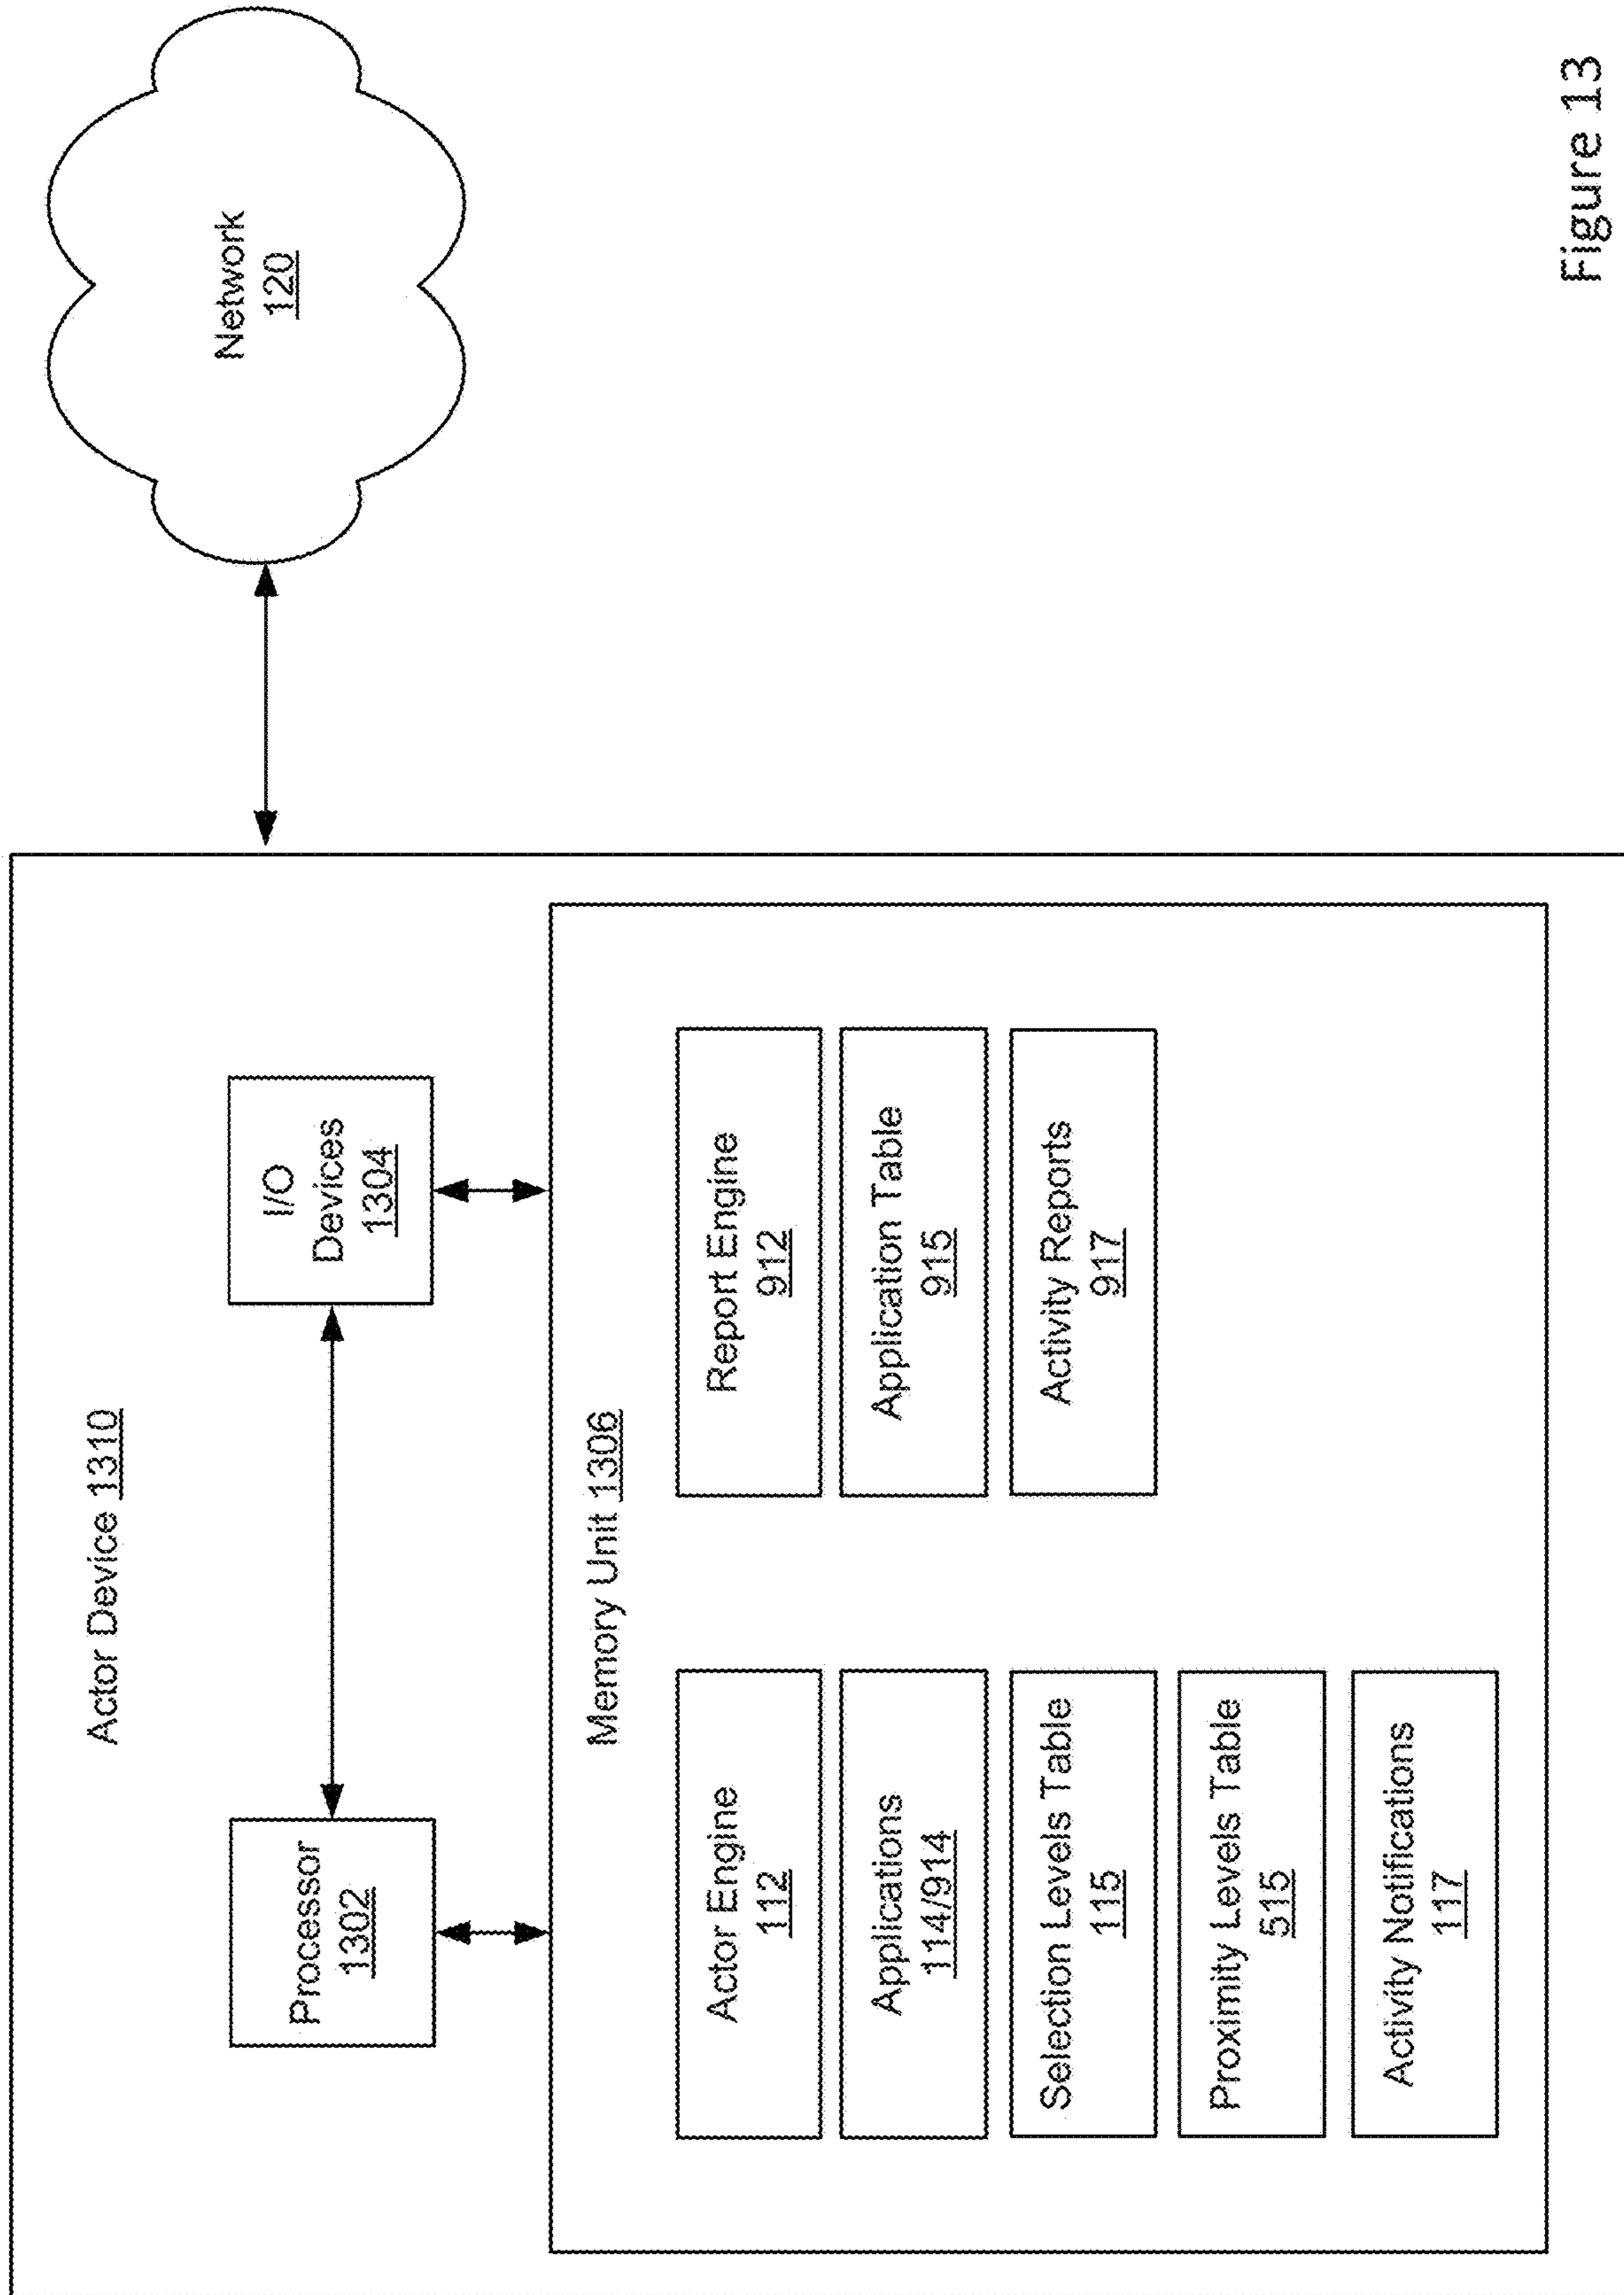 Actor Device 1310
Processor
1302
I/O
Devices
1304
Memory Unit 1306
Actor Engine
112
Applications
114/914
Selection Levels Table
115
Proximity Levels Table
515
Activity Notifications
117
Report Engine
912
Application Table
915
Activity Reports
917
Network
120
Figure 13